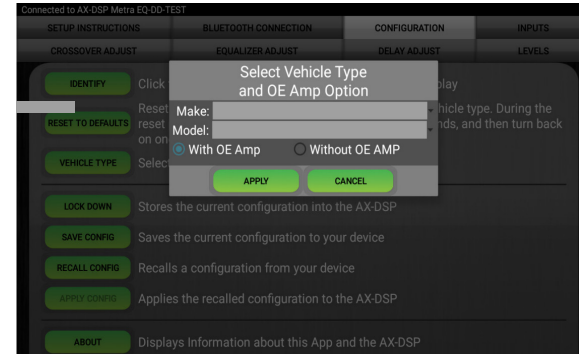 Connected to AX-DSP Metra EQ-DD-TEST
SETUP INSTRUCTIONS BLUETOOTH CONNECTION CONFIGURATION INPUTS
CROSSOVER ADJUST EQUALIZER ADJUST DELAY ADJUST LEVELS
IDENTIFY Click play
Select Vehicle Type
and OE Amp Option
RESET TO DEFAULTS Reset hicle type. During the
reset nds, and then turn back
on on
Make:
Model:
With OE Amp Without OE AMP
APPLY CANCEL
VEHICLE TYPE Selec
LOCK DOWN Stores the current configuration into the AX-DSP
SAVE CONFIG Saves the current configuration to your device
RECALL CONFIG Recalls a configuration from your device
APPLY CONFIG Applies the recalled configuration to the AX-DSP
ABOUT Displays Information about this App and the AX-DSP